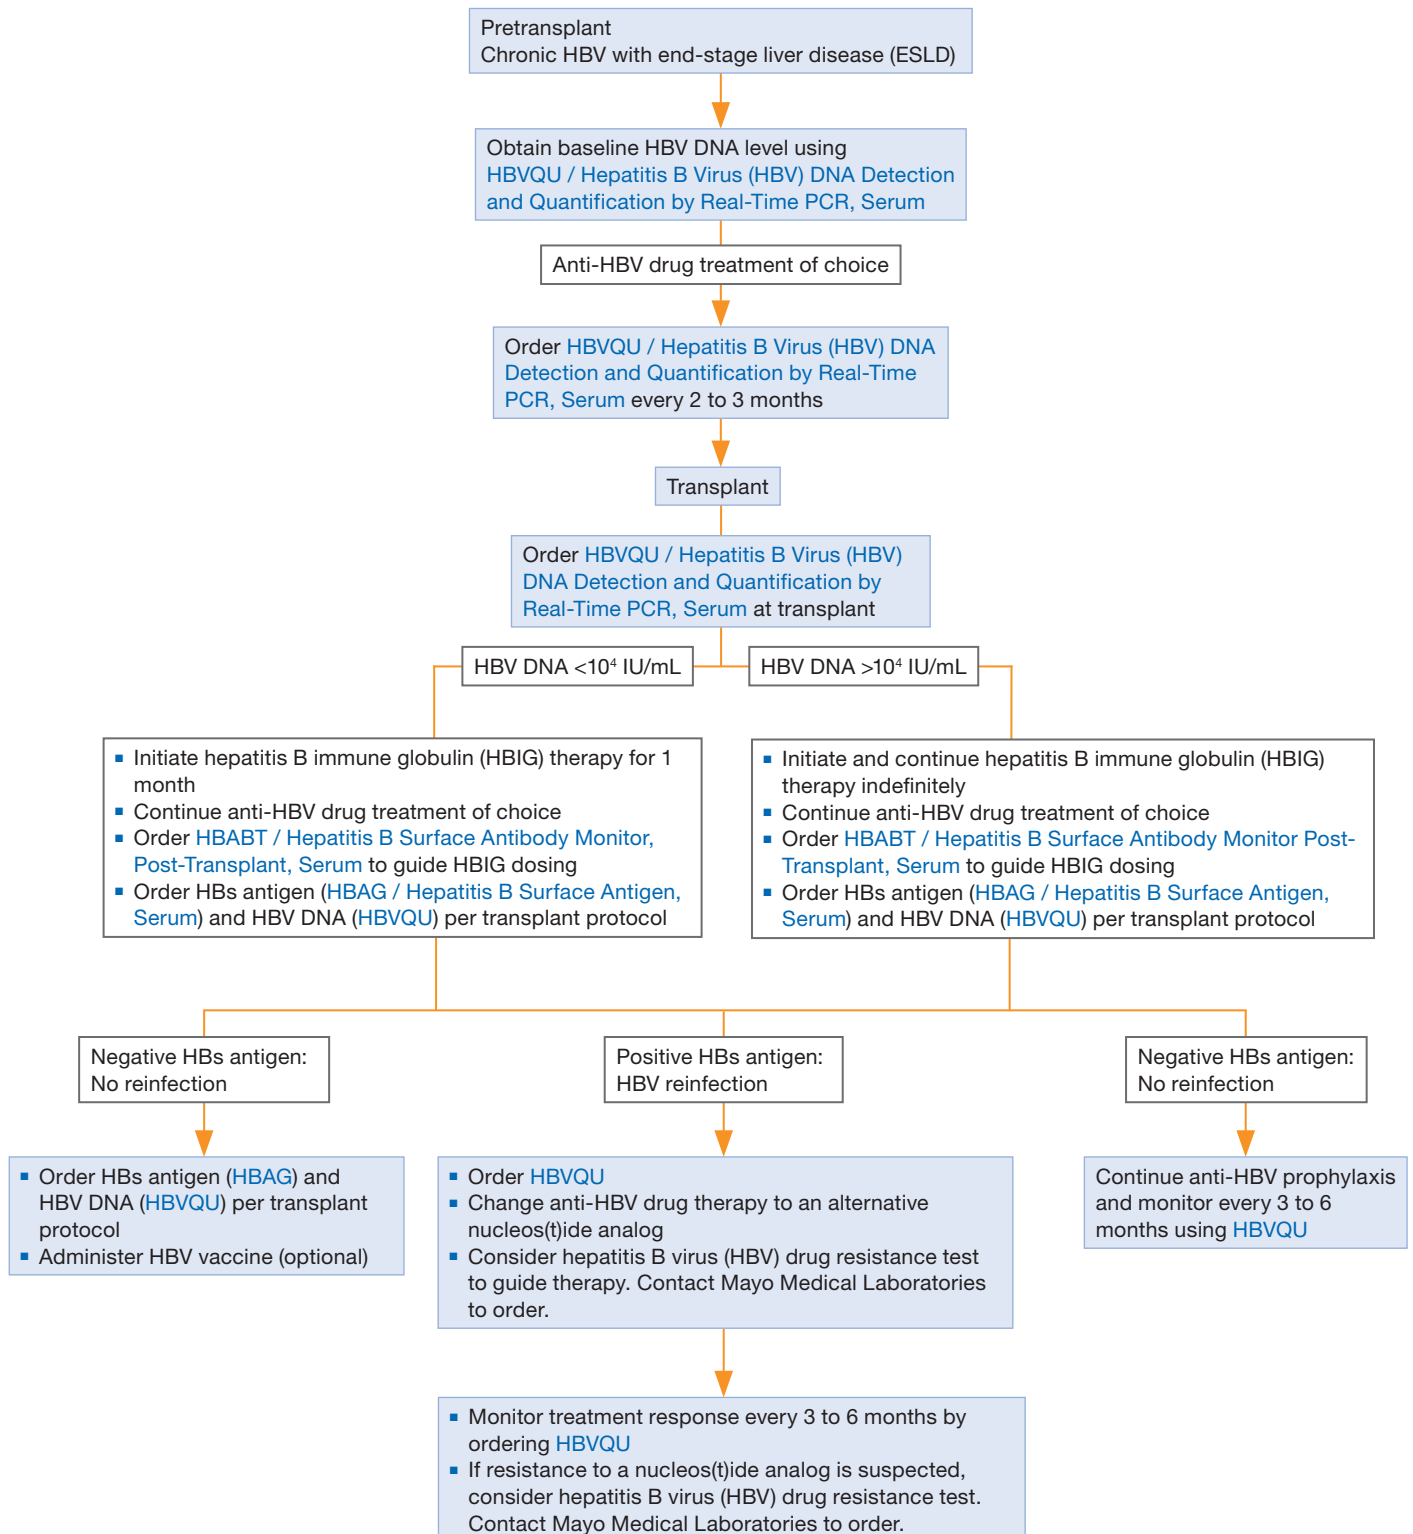 Pretransplant
Chronic HBV with end-stage liver disease (ESLD)
Obtain baseline HBV DNA level using
HBVQU / Hepatitis B Virus (HBV) DNA Detection
and Quantification by Real-Time PCR, Serum
Anti-HBV drug treatment of choice
Order HBVQU / Hepatitis B Virus (HBV) DNA
Detection and Quantification by Real-Time
PCR, Serum every 2 to 3 months
Transplant
Order HBVQU / Hepatitis B Virus (HBV)
DNA Detection and Quantification by
Real-Time PCR, Serum at transplant
HBV DNA <10⁴ IU/mL
HBV DNA >10⁴ IU/mL
▪ Initiate hepatitis B immune globulin (HBIG) therapy for 1
month
▪ Continue anti-HBV drug treatment of choice
▪ Order HBABT / Hepatitis B Surface Antibody Monitor,
Post-Transplant, Serum to guide HBIG dosing
▪ Order HBs antigen (HBAG / Hepatitis B Surface Antigen,
Serum) and HBV DNA (HBVQU) per transplant protocol
▪ Initiate and continue hepatitis B immune globulin (HBIG)
therapy indefinitely
▪ Continue anti-HBV drug treatment of choice
▪ Order HBABT / Hepatitis B Surface Antibody Monitor Post-
Transplant, Serum to guide HBIG dosing
▪ Order HBs antigen (HBAG / Hepatitis B Surface Antigen,
Serum) and HBV DNA (HBVQU) per transplant protocol
Negative HBs antigen:
No reinfection
Positive HBs antigen:
HBV reinfection
Negative HBs antigen:
No reinfection
▪ Order HBs antigen (HBAG) and
HBV DNA (HBVQU) per transplant
protocol
▪ Administer HBV vaccine (optional)
▪ Order HBVQU
▪ Change anti-HBV drug therapy to an alternative
nucleos(t)ide analog
▪ Consider hepatitis B virus (HBV) drug resistance test
to guide therapy. Contact Mayo Medical Laboratories
to order.
Continue anti-HBV prophylaxis
and monitor every 3 to 6
months using HBVQU
▪ Monitor treatment response every 3 to 6 months by
ordering HBVQU
▪ If resistance to a nucleos(t)ide analog is suspected,
consider hepatitis B virus (HBV) drug resistance test.
Contact Mayo Medical Laboratories to order.